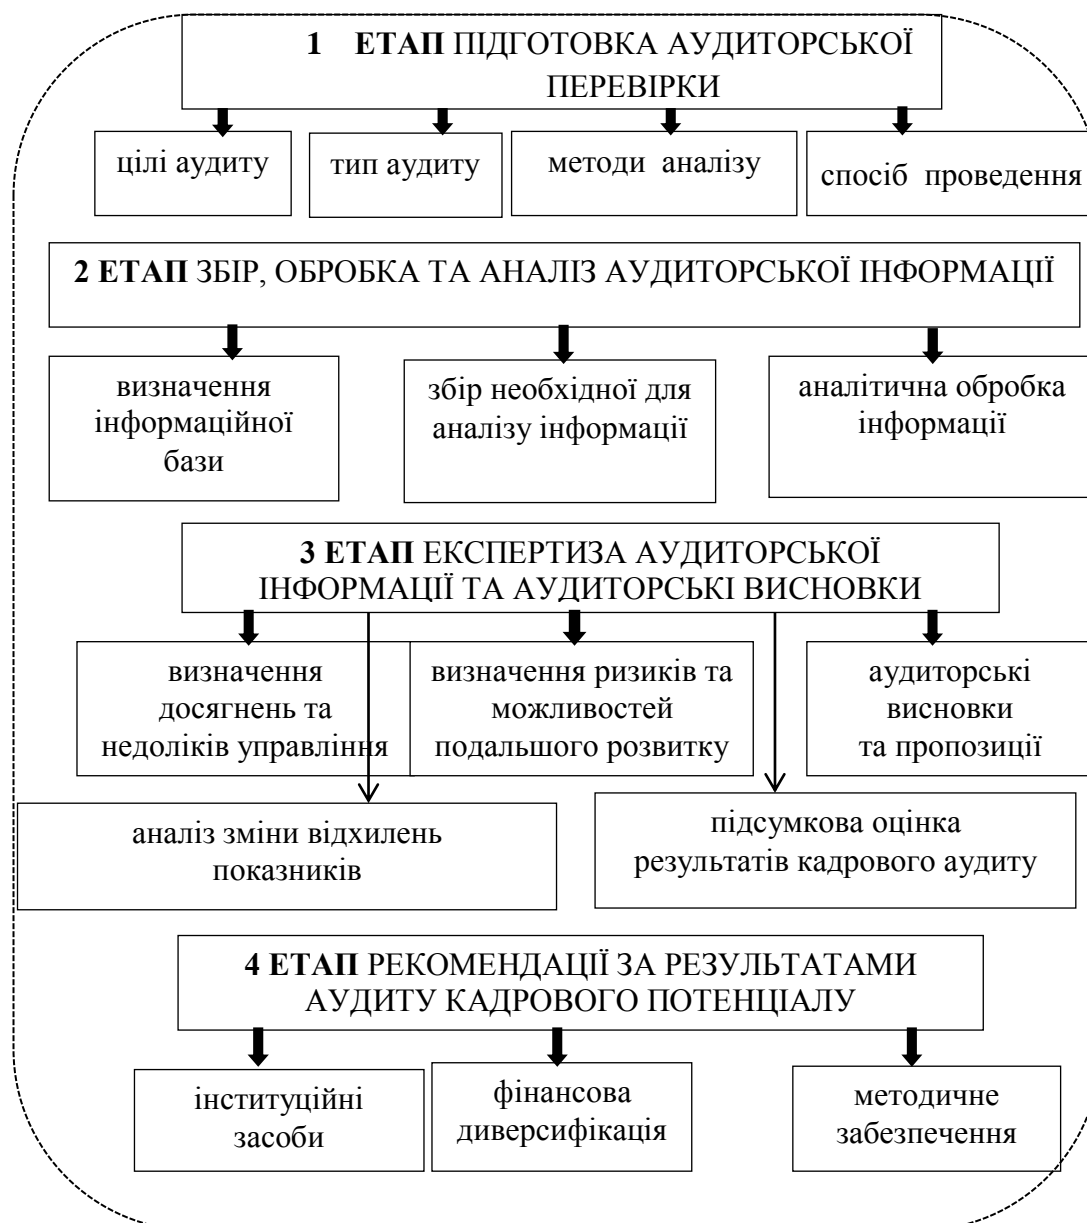 1 ЕТАП ПІДГОТОВКА АУДИТОРСЬКОЇ
ПЕРЕВІРКИ
цілі аудиту
тип аудиту
методи аналізу
спосіб проведення
2 ЕТАП ЗБІР, ОБРОБКА ТА АНАЛІЗ АУДИТОРСЬКОЇ ІНФОРМАЦІЇ
визначення
інформаційної
бази
збір необхідної для
аналізу інформації
аналітична обробка
інформації
3 ЕТАП ЕКСПЕРТИЗА АУДИТОРСЬКОЇ
ІНФОРМАЦІЇ ТА АУДИТОРСЬКІ ВИСНОВКИ
визначення
досягнень та
недоліків управління
визначення ризиків та
можливостей
подальшого розвитку
аудиторські
висновки
та пропозиції
аналіз зміни відхилень
показників
підсумкова оцінка
результатів кадрового аудиту
4 ЕТАП РЕКОМЕНДАЦІЇ ЗА РЕЗУЛЬТАТАМИ
АУДИТУ КАДРОВОГО ПОТЕНЦІАЛУ
інституційні
засоби
фінансова
диверсифікація
методичне
забезпечення